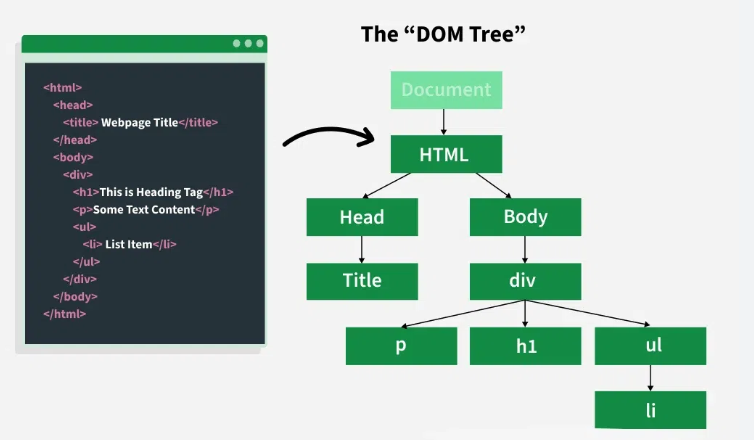 The “DOM Tree”
<html>
<head>
<title> Webpage Title</title>
</head>
<body>
<div>
<h1>This is Heading Tag</h1>
<p>Some Text Content</p>
<ul>
<li> List Item</li>
</ul>
</div>
</body>
</html>
Document
HTML
Head Body
Title div
p h1 ul
li